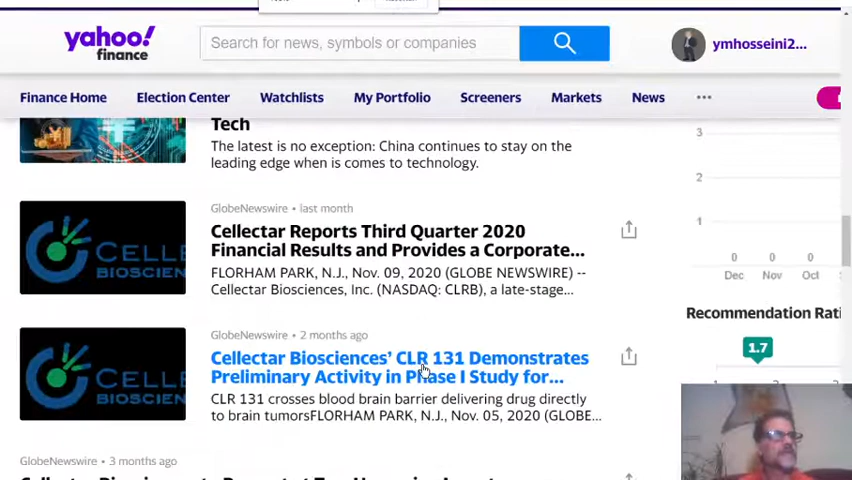 yahoo!
finance
Search for news, symbols or companies
ymhosseini2...
Finance Home
Election Center
Watchlists
My Portfolio
Screeners
Markets
News
...
Tech
The latest is no exception: China continues to stay on the
leading edge when is comes to technology.
GlobeNewswire • last month
Cellectar Reports Third Quarter 2020
Financial Results and Provides a Corporate...
FLORHAM PARK, N.J., Nov. 09, 2020 (GLOBE NEWSWIRE) --
Cellectar Biosciences, Inc. (NASDAQ: CLRB), a late-stage...
CELLE
BIOSCIEN
GlobeNewswire • 2 months ago
Cellectar Biosciences’ CLR 131 Demonstrates
Preliminary Activity in Phase I Study for...
CLR 131 crosses blood brain barrier delivering drug directly
to brain tumorsFLORHAM PARK, N.J., Nov. 05, 2020 (GLOBE...
CELLE
BIOSCIEN
GlobeNewswire • 3 months ago
3
2
1
0
0
0
Dec
Nov
Oct
Recommendation Rati
1.7
1
2